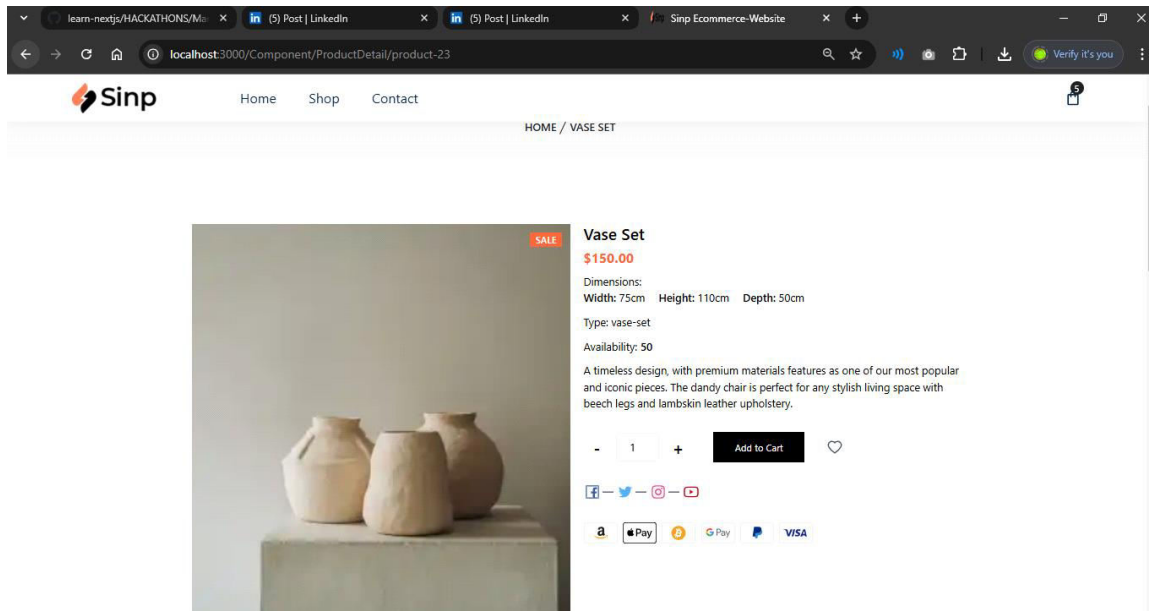 learn-nextjs/HACKATHONS/Ma
in (5) Post | LinkedIn
in (5) Post | LinkedIn
Sinp Ecommerce-Website
localhost:3000/Component/ProductDetail/product-23
Verify it's you
Sinp
Home Shop Contact
5
HOME / VASE SET
SALE
Vase Set
$150.00
Dimensions:
Width: 75cm Height: 110cm Depth: 50cm
Type: vase-set
Availability: 50
A timeless design, with premium materials features as one of our most popular
and iconic pieces. The dandy chair is perfect for any stylish living space with
beech legs and lambskin leather upholstery.
- 1 + Add to Cart
a Pay G Pay VISA